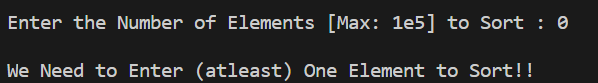 Enter the Number of Elements [Max: 1e5] to Sort : 0
We Need to Enter (atleast) One Element to Sort!!